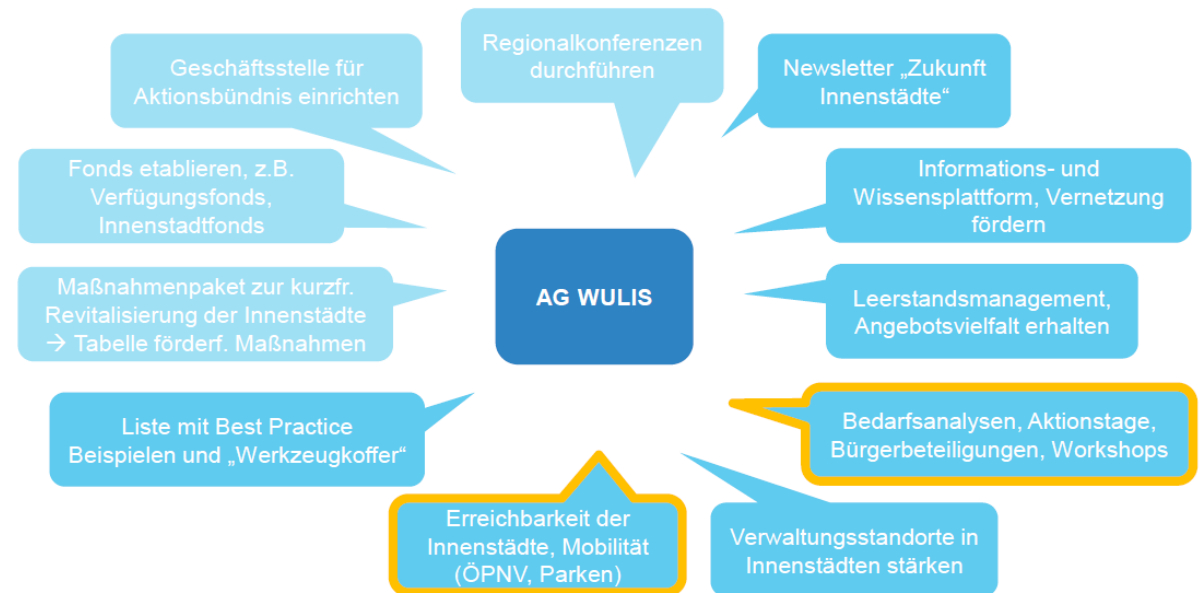 Regionalkonferenzen
durchführen
Geschäftsstelle für
Aktionsbündnis einrichten
Newsletter „Zukunft
Innenstädte“
Fonds etablieren, z.B.
Verfügungsfonds,
Innenstadtfonds
Informations- und
Wissensplattform, Vernetzung
fördern
Maßnahmenpaket zur kurzfr.
Revitalisierung der Innenstädte
→ Tabelle förderf. Maßnahmen
AG WULIS
Leerstandsmanagement,
Angebotsvielfalt erhalten
Liste mit Best Practice
Beispielen und „Werkzeugkoffer“
Bedarfsanalysen, Aktionstage,
Bürgerbeteiligungen, Workshops
Erreichbarkeit der
Innenstädte, Mobilität
(ÖPNV, Parken)
Verwaltungsstandorte in
Innenstädten stärken